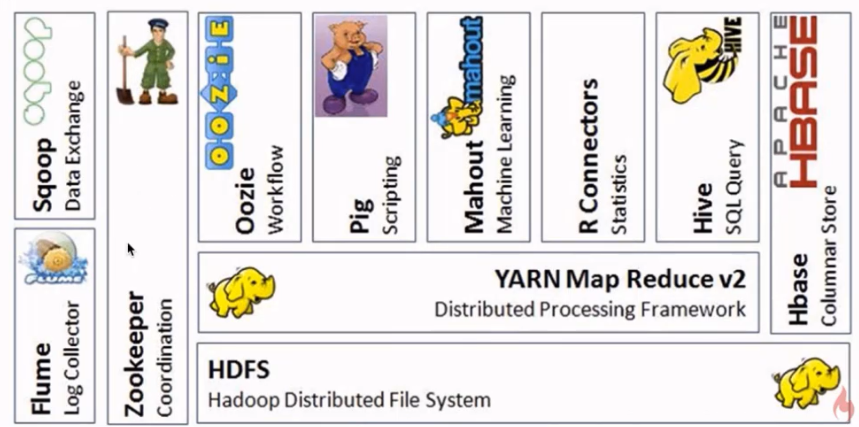 Sqoop
Data Exchange
Flume
Log Collector
FLUME
Zookeeper
Coordination
OOZIE
Oozie
Workflow
Pig
Scripting
mahout
Mahout
Machine Learning
R Connectors
Statistics
HIVE
Hive
SQL Query
APACHE
HBASE
Hbase
Columnar Store
YARN Map Reduce v2
Distributed Processing Framework
HDFS
Hadoop Distributed File System